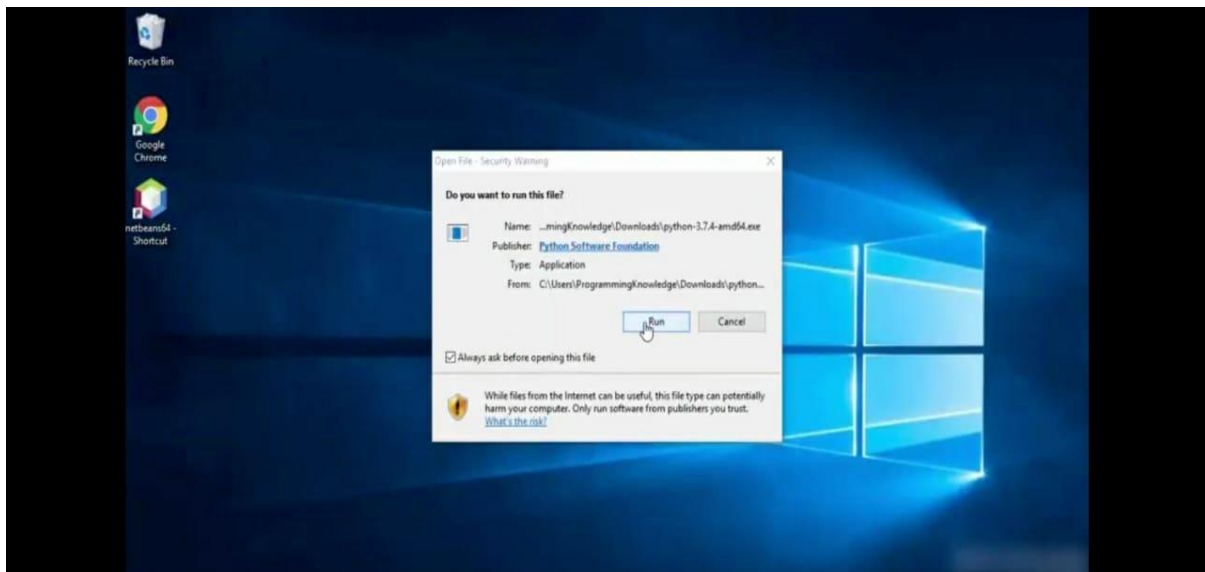 Recycle Bin
Google
Chrome
netbeans64 -
Shortcut
Open File - Security Warning
Do you want to run this file?
Name: ...mingKnowledge\Downloads\python-3.7.4-amd64.exe
Publisher: Python Software Foundation
Type: Application
From: C:\Users\ProgrammingKnowledge\Downloads\python...
Run Cancel
Always ask before opening this file
While files from the Internet can be useful, this file type can potentially
harm your computer. Only run software from publishers you trust.
What's the risk?